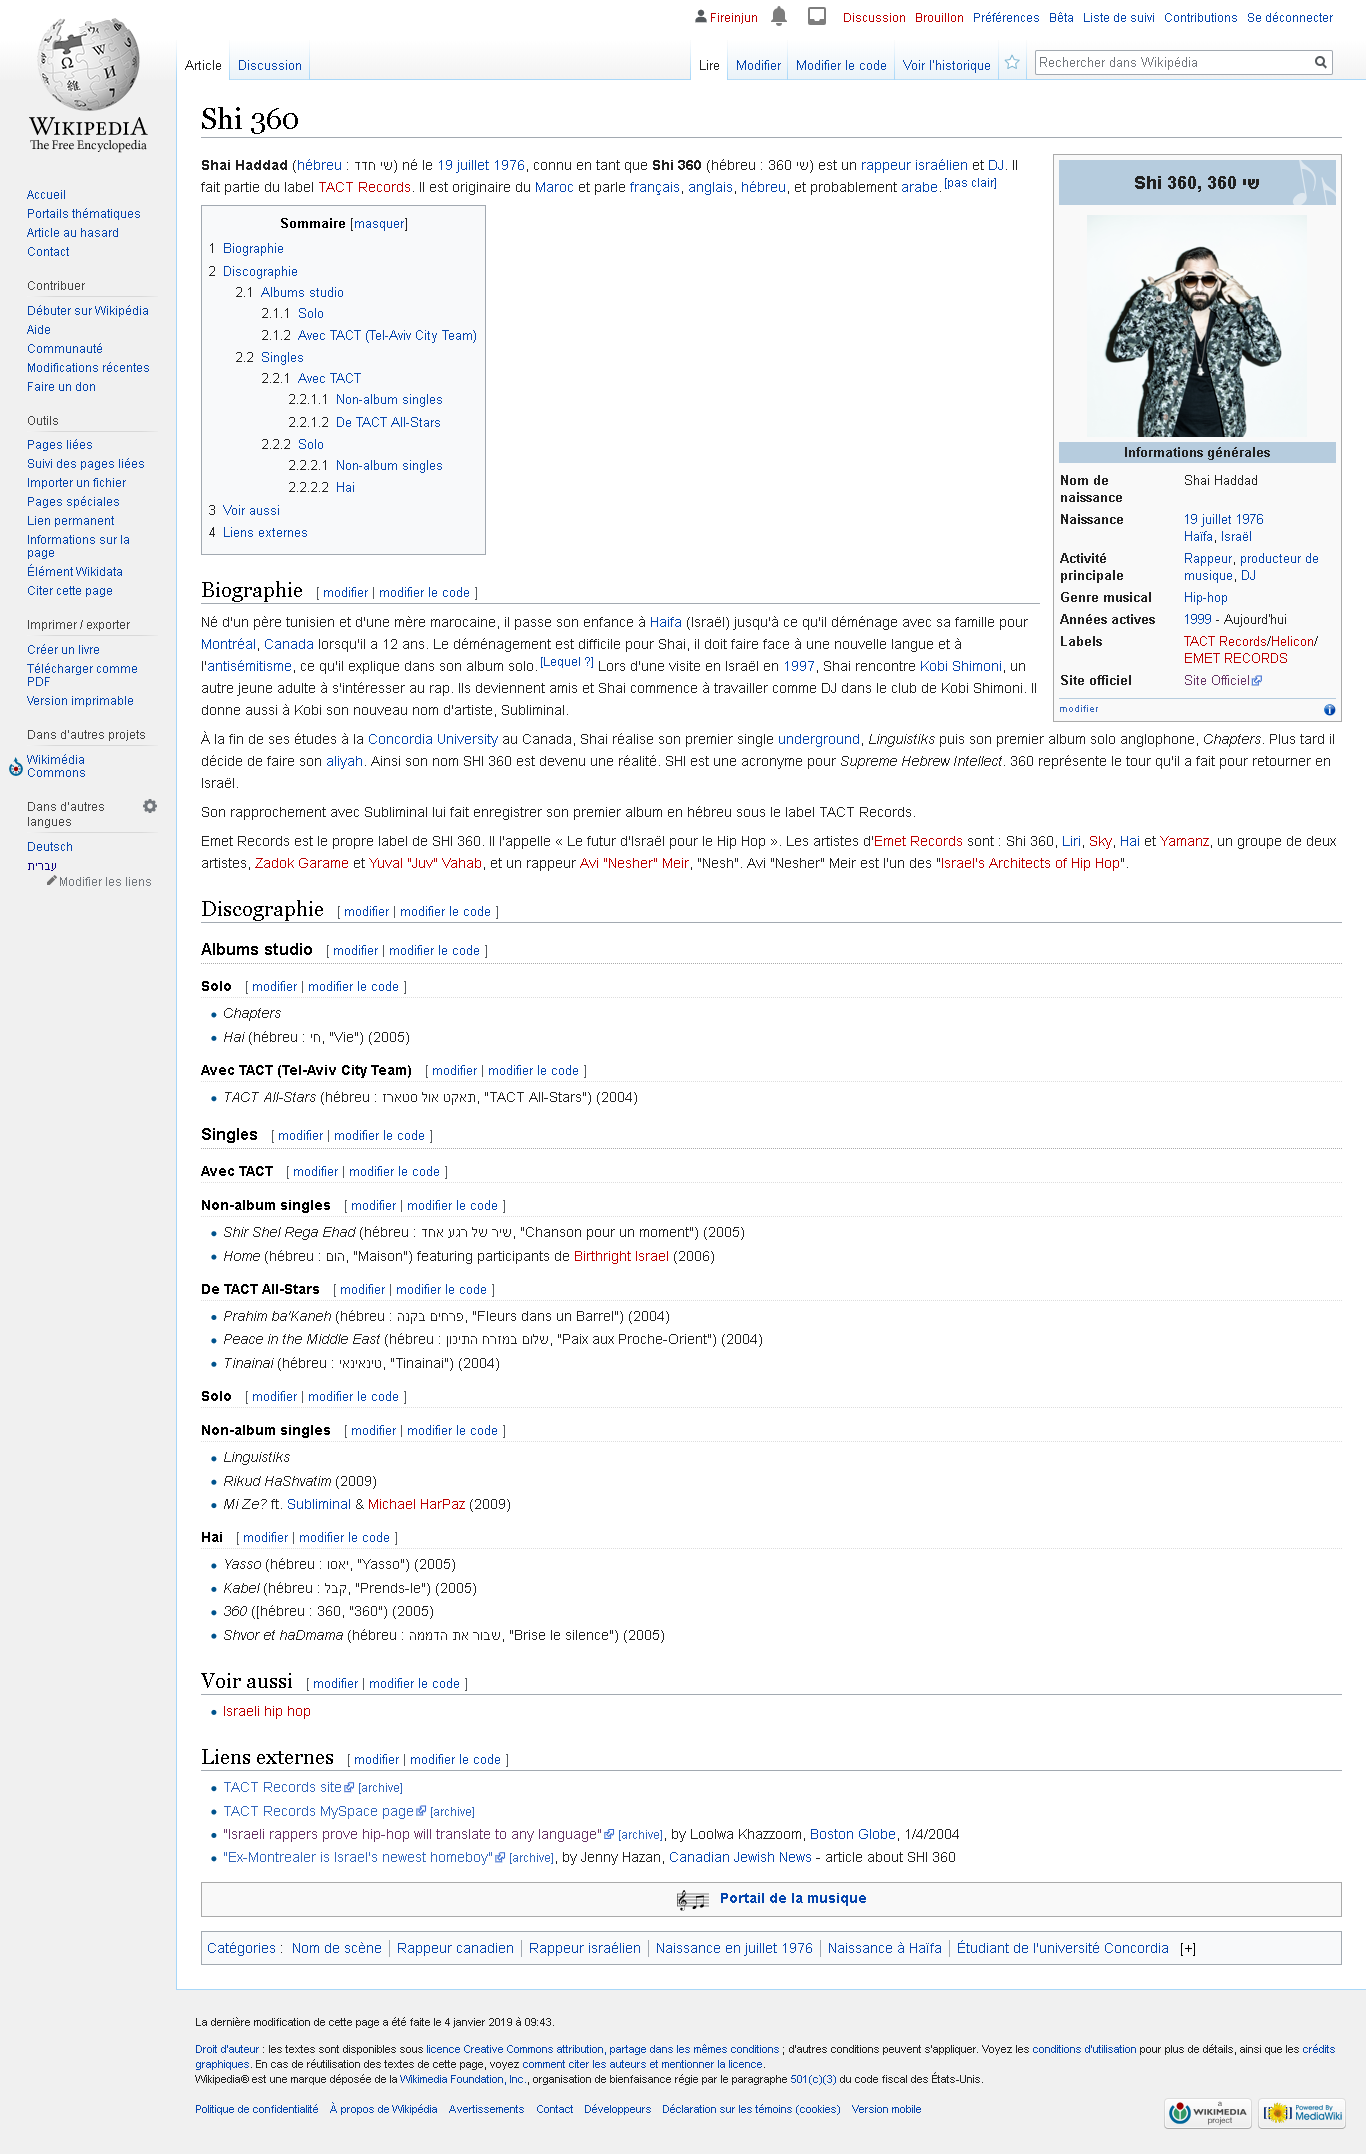 Fireinjun Discussion Brouillon Préférences Bêta Liste de suivi Contributions Se déconnecter
Article Discussion Lire Modifier Modifier le code Voir l'historique Rechercher dans Wikipédia
WIKIPEDIA
The Free Encyclopedia
Accueil
Portails thématiques
Article au hasard
Contact
Contribuer
Débuter sur Wikipédia
Aide
Communauté
Modifications récentes
Faire un don
Outils
Pages liées
Suivi des pages liées
Importer un fichier
Pages spéciales
Lien permanent
Informations sur la
page
Élément Wikidata
Citer cette page
Imprimer / exporter
Créer un livre
Télécharger comme
PDF
Version imprimable
Dans d'autres projets
Wikimédia
Commons
Dans d'autres
langues
Deutsch
עברית
Modifier les liens
Shi 360
Shai Haddad (hébreu : שי חדד) né le 19 juillet 1976, connu en tant que Shi 360 (hébreu : שי 360) est un rappeur israélien et DJ. Il
fait partie du label TACT Records. Il est originaire du Maroc et parle français, anglais, hébreu, et probablement arabe. [pas clair]
Sommaire [masquer]
1 Biographie
2 Discographie
2.1 Albums studio
2.1.1 Solo
2.1.2 Avec TACT (Tel-Aviv City Team)
2.2 Singles
2.2.1 Avec TACT
2.2.1.1 Non-album singles
2.2.1.2 De TACT All-Stars
2.2.2 Solo
2.2.2.1 Non-album singles
2.2.2.2 Hai
3 Voir aussi
4 Liens externes
Shi 360, 360 שי
Informations générales
Nom de
naissance
Shai Haddad
Naissance 19 juillet 1976
Haïfa, Israël
Activité
principale
Rappeur, producteur de
musique, DJ
Genre musical Hip-hop
Années actives 1999 - Aujourd'hui
Labels TACT Records/Helicon/
EMET RECORDS
Site officiel Site Officiel
modifier
Biographie [ modifier | modifier le code ]
Né d'un père tunisien et d'une mère marocaine, il passe son enfance à Haifa (Israël) jusqu'à ce qu'il déménage avec sa famille pour
Montréal, Canada lorsqu'il a 12 ans. Le déménagement est difficile pour Shai, il doit faire face à une nouvelle langue et à
l'antisémitisme, ce qu'il explique dans son album solo. [Lequel ?] Lors d'une visite en Israël en 1997, Shai rencontre Kobi Shimoni, un
autre jeune adulte à s'intéresser au rap. Ils deviennent amis et Shai commence à travailler comme DJ dans le club de Kobi Shimoni. Il
donne aussi à Kobi son nouveau nom d'artiste, Subliminal.
À la fin de ses études à la Concordia University au Canada, Shai réalise son premier single underground, Linguistiks puis son premier album solo anglophone, Chapters. Plus tard il
décide de faire son aliyah. Ainsi son nom SHI 360 est devenu une réalité. SHI est une acronyme pour Supreme Hebrew Intellect. 360 représente le tour qu'il a fait pour retourner en
Israël.
Son rapprochement avec Subliminal lui fait enregistrer son premier album en hébreu sous le label TACT Records.
Emet Records est le propre label de SHI 360. Il l'appelle « Le futur d'Israël pour le Hip Hop ». Les artistes d'Emet Records sont : Shi 360, Liri, Sky, Hai et Yamanz, un groupe de deux
artistes, Zadok Garame et Yuval "Juv" Vahab, et un rappeur Avi "Nesher" Meir, "Nesh". Avi "Nesher" Meir est l'un des "Israel's Architects of Hip Hop".
Discographie [ modifier | modifier le code ]
Albums studio [ modifier | modifier le code ]
Solo [ modifier | modifier le code ]
Chapters
Hai (hébreu : חי, "Vie") (2005)
Avec TACT (Tel-Aviv City Team) [ modifier | modifier le code ]
TACT All-Stars (hébreu : תאקט אול סטארז, "TACT All-Stars") (2004)
Singles [ modifier | modifier le code ]
Avec TACT [ modifier | modifier le code ]
Non-album singles [ modifier | modifier le code ]
Shir Shel Rega Ehad (hébreu : שיר של רגע אחד, "Chanson pour un moment") (2005)
Home (hébreu : הום, "Maison") featuring participants de Birthright Israel (2006)
De TACT All-Stars [ modifier | modifier le code ]
Prahim ba'Kaneh (hébreu : פרחים בקנה, "Fleurs dans un Barrel") (2004)
Peace in the Middle East (hébreu : שלום במזרח התיכון, "Paix aux Proche-Orient") (2004)
Tinainai (hébreu : טינאינאי, "Tinainai") (2004)
Solo [ modifier | modifier le code ]
Non-album singles [ modifier | modifier le code ]
Linguistiks
Rikud HaShvatim (2009)
Mi Ze? ft. Subliminal & Michael HarPaz (2009)
Hai [ modifier | modifier le code ]
Yasso (hébreu : יאסו, "Yasso") (2005)
Kabel (hébreu : קבל, "Prends-le") (2005)
360 ([hébreu : 360, "360") (2005)
Shvor et haDmama (hébreu : שבור את הדממה, "Brise le silence") (2005)
Voir aussi [ modifier | modifier le code ]
Israeli hip hop
Liens externes [ modifier | modifier le code ]
TACT Records site [archive]
TACT Records MySpace page [archive]
"Israeli rappers prove hip-hop will translate to any language" [archive], by Loolwa Khazzoom, Boston Globe, 1/4/2004
"Ex-Montrealer is Israel's newest homeboy" [archive], by Jenny Hazan, Canadian Jewish News - article about SHI 360
Portail de la musique
Catégories : Nom de scène | Rappeur canadien | Rappeur israélien | Naissance en juillet 1976 | Naissance à Haïfa | Étudiant de l'université Concordia [+]
La dernière modification de cette page a été faite le 4 janvier 2019 à 09:43.
Droit d'auteur : les textes sont disponibles sous licence Creative Commons attribution, partage dans les mêmes conditions ; d'autres conditions peuvent s'appliquer. Voyez les conditions d'utilisation pour plus de détails, ainsi que les crédits
graphiques. En cas de réutilisation des textes de cette page, voyez comment citer les auteurs et mentionner la licence.
Wikipedia® est une marque déposée de la Wikimedia Foundation, Inc., organisation de bienfaisance régie par le paragraphe 501(c)(3) du code fiscal des États-Unis.
Politique de confidentialité À propos de Wikipédia Avertissements Contact Développeurs Déclaration sur les témoins (cookies) Version mobile
a WIKIMEDIA project
Powered By MediaWiki